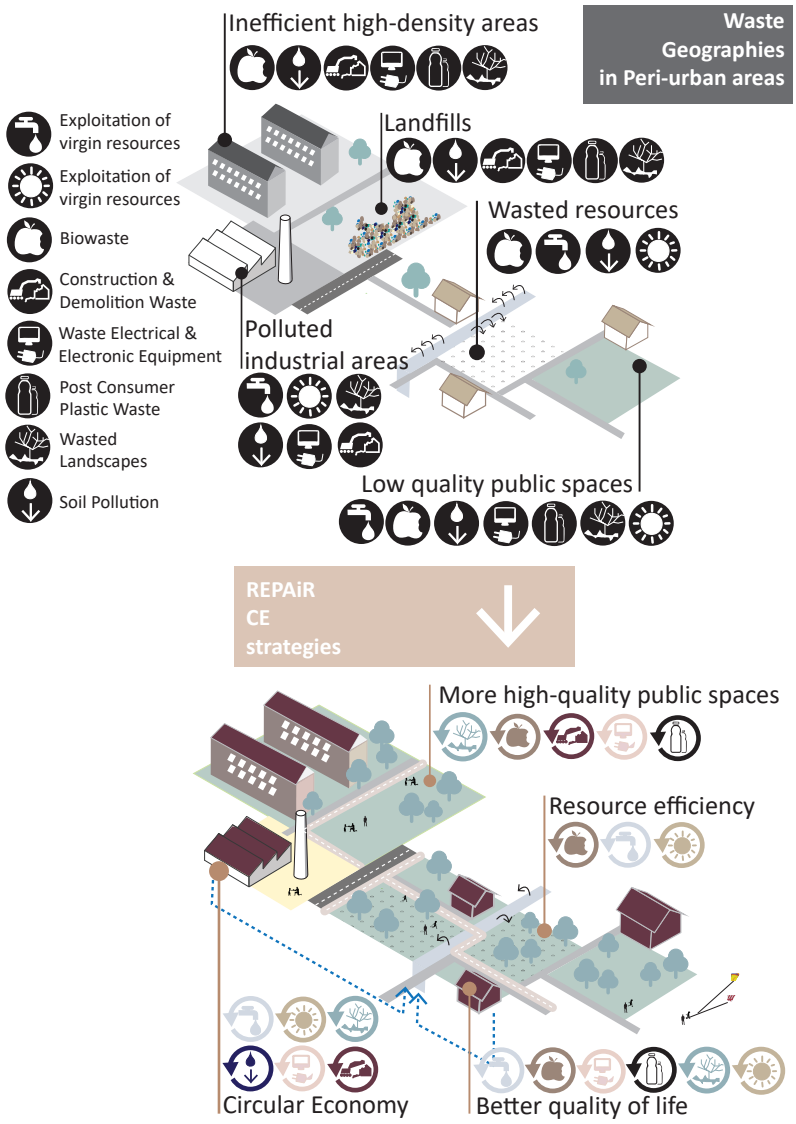 Inefficient high-density areas
Waste
Geographies
in Peri-urban areas
Exploitation of
virgin resources
Exploitation of
virgin resources
Biowaste
Construction &
Demolition Waste
Waste Electrical &
Electronic Equipment
Post Consumer
Plastic Waste
Wasted
Landscapes
Soil Pollution
Landfills
Wasted resources
Polluted
industrial areas
Low quality public spaces
REPAiR
CE
strategies
More high-quality public spaces
Resource efficiency
Circular Economy
Better quality of life